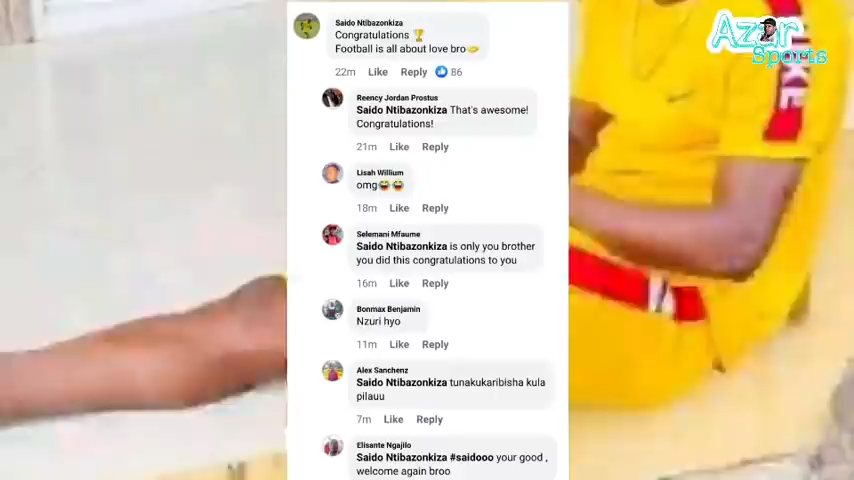 Azar
Sports
Saido Ntibazonkiza
Congratulations 🏆
Football is all about love bro🤝
22m Like Reply 👍 86
Reency Jordan Prostus
Saido Ntibazonkiza That's awesome!
Congratulations!
21m Like Reply
Lisah Willium
omg😂😂
18m Like Reply
Selemani Mfaume
Saido Ntibazonkiza is only you brother
you did this congratulations to you
16m Like Reply
Bonmax Benjamin
Nzuri hyo
11m Like Reply
Alex Sanchenz
Saido Ntibazonkiza tunakukaribisha kula
pilauu
7m Like Reply
Elisante Ngajilo
Saido Ntibazonkiza #saidooo your good ,
welcome again broo